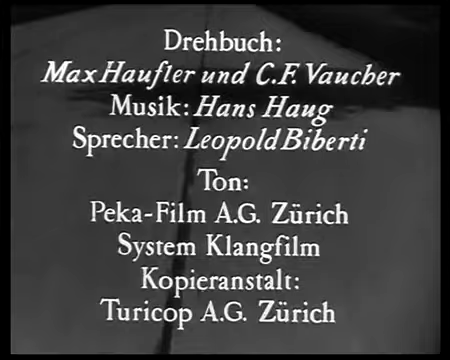 Drehbuch:
Max Haufler und C.F. Vaucher
Musik: Hans Haug
Sprecher: Leopold Biberti
Ton:
Peka-Film A.G. Zürich
System Klangfilm
Kopieranstalt:
Turicop A.G. Zürich